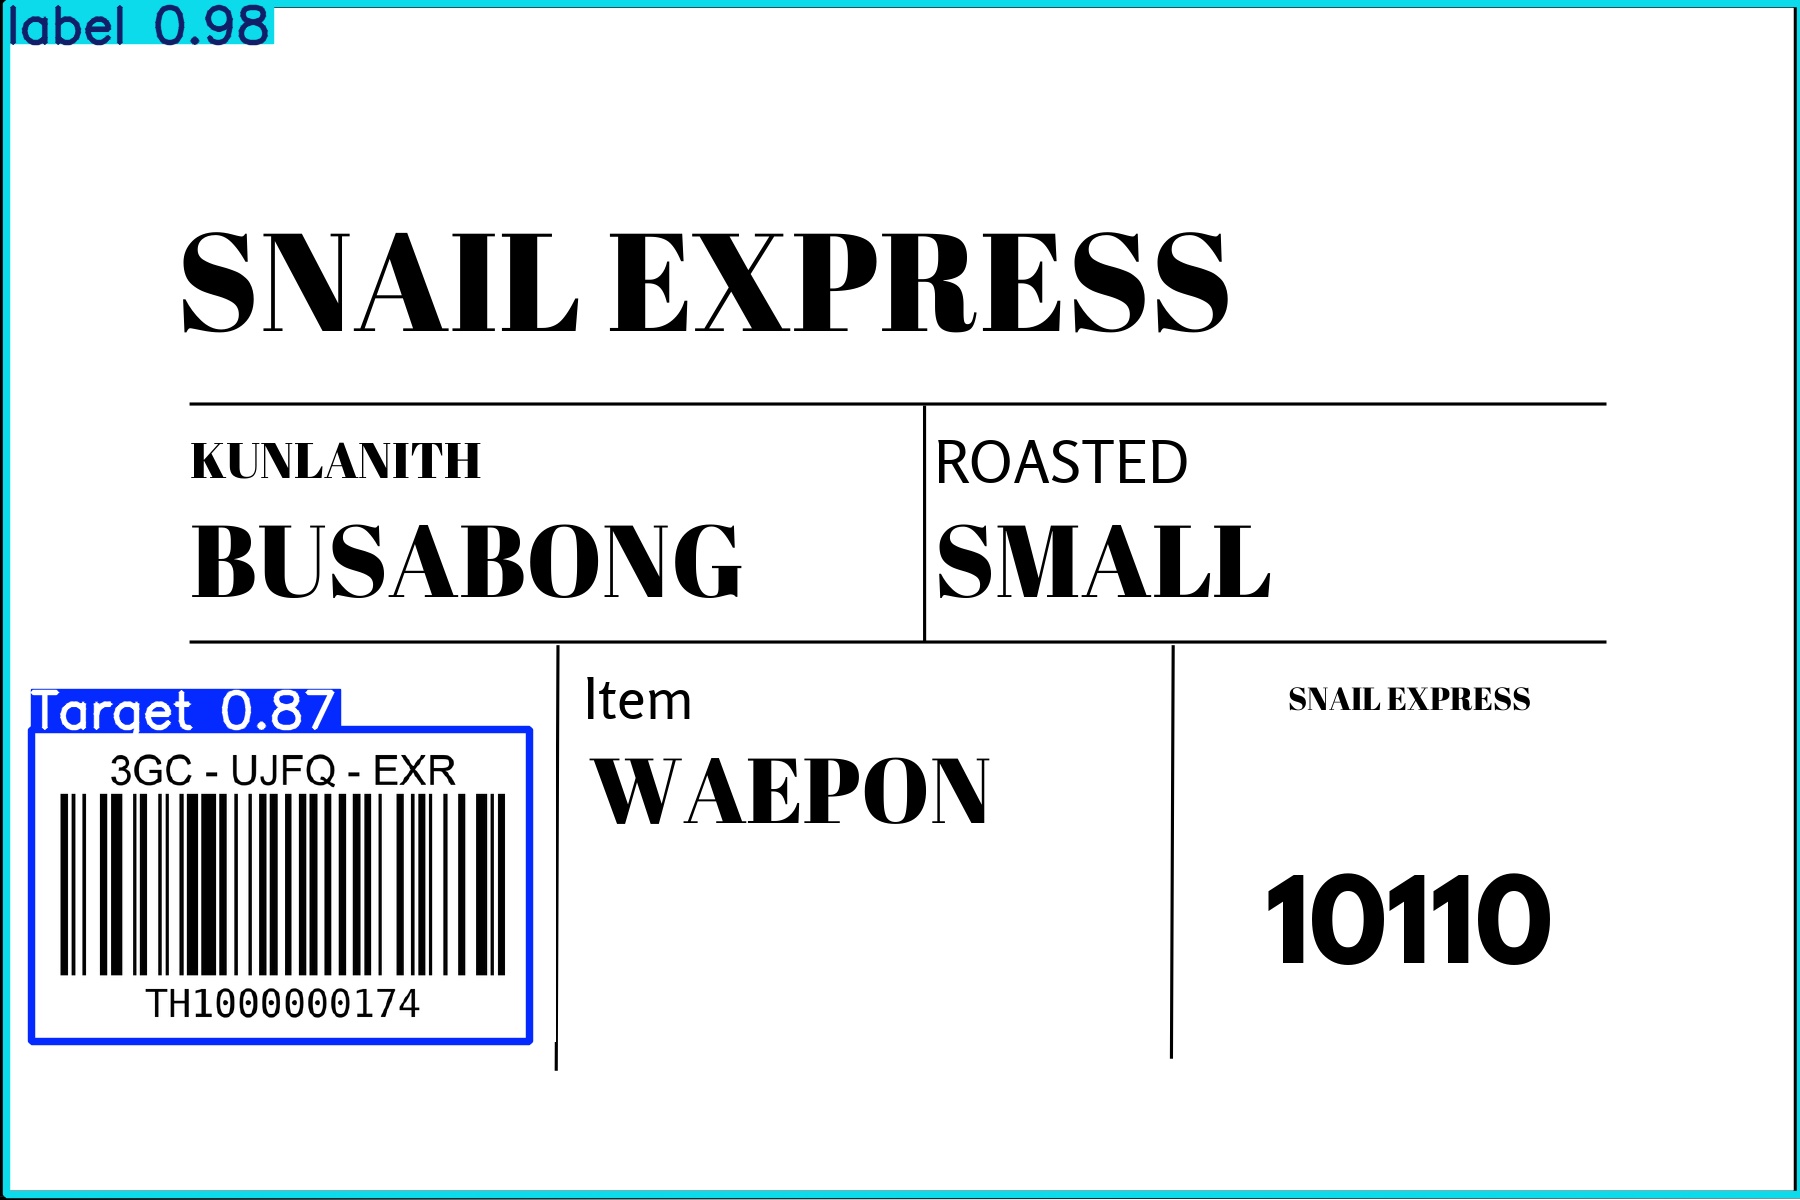 label 0.98
SNAIL EXPRESS
KUNLANITH
BUSABONG
ROASTED
SMALL
Target 0.87
3GC - UJFQ - EXR
TH1000000174
Item
WAEPON
SNAIL EXPRESS
10110